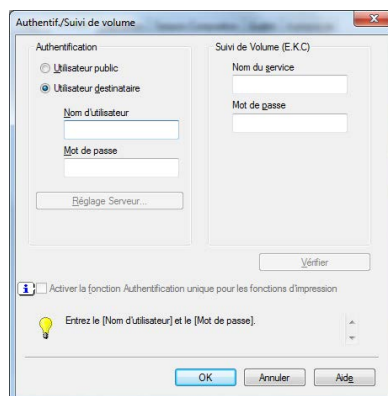 Authentif./Suivi de volume
Authentification
Utilisateur public
Utilisateur destinataire
Nom d'utilisateur
Mot de passe
Réglage Serveur...
Suivi de Volume (E.K.C)
Nom du service
Mot de passe
Vérifier
Activer la fonction Authentification unique pour les fonctions d'impression
Entrez le [Nom d'utilisateur] et le [Mot de passe].
OK
Annuler
Aide